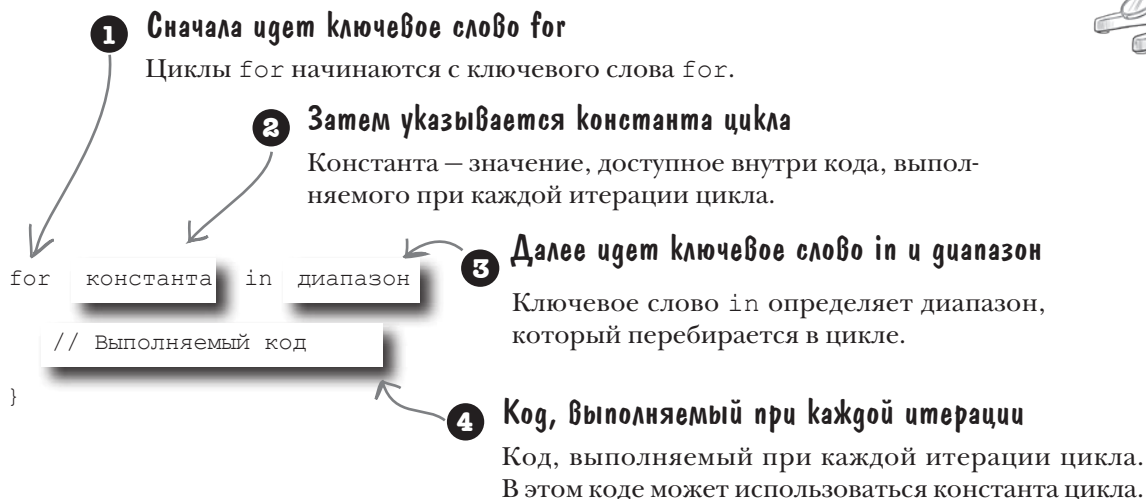 1 Сначала идет ключевое слово for
Циклы for начинаются с ключевого слова for.
2 Затем указывается константа цикла
Константа — значение, доступное внутри кода, выпол-
няемого при каждой итерации цикла.
3 Далее идет ключевое слово in и диапазон
Ключевое слово in определяет диапазон,
который перебирается в цикле.
for константа in диапазон
// Выполняемый код
}
4 Код, выполняемый при каждой итерации
Код, выполняемый при каждой итерации цикла.
В этом коде может использоваться константа цикла.